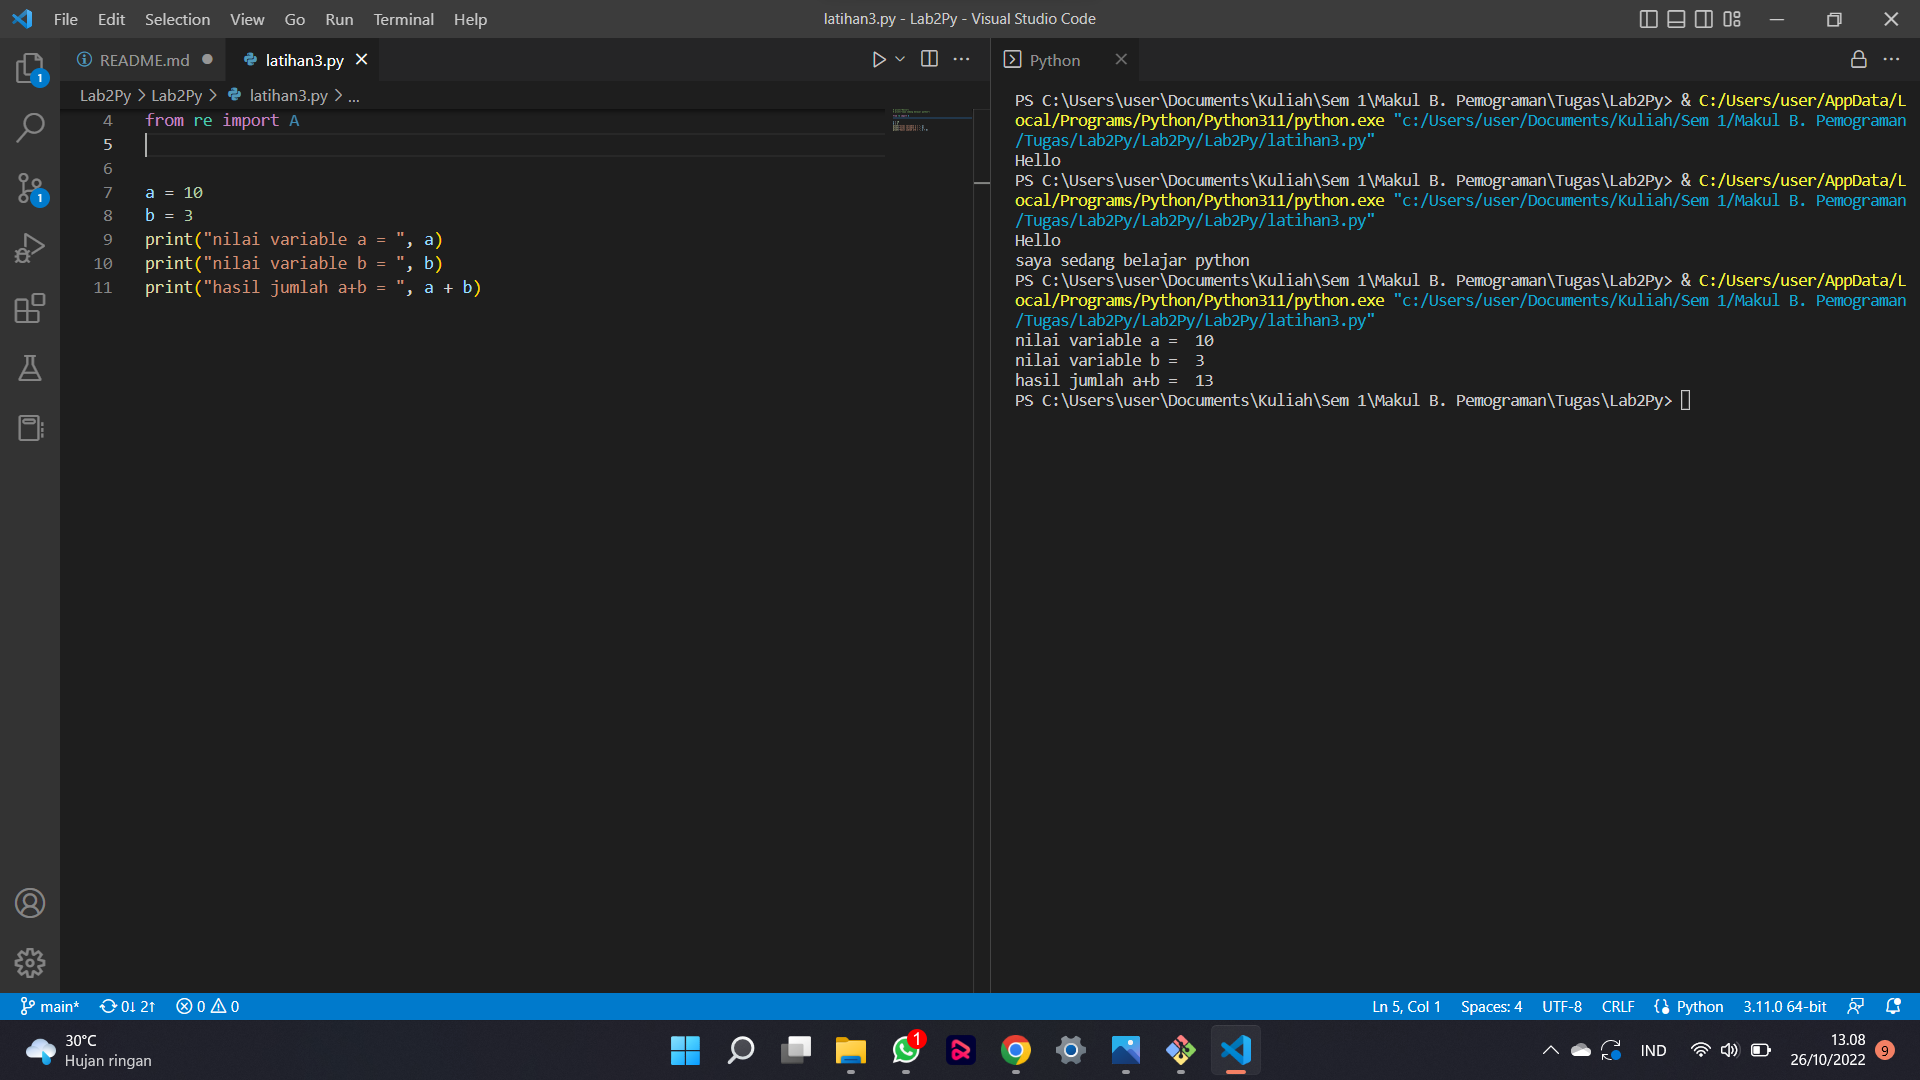 File Edit Selection View Go Run Terminal Help
latihan3.py - Lab2Py - Visual Studio Code
README.md
latihan3.py
Lab2Py > Lab2Py > latihan3.py > ...
4 from re import A
5
6
7 a = 10
8 b = 3
9 print("nilai variable a = ", a)
10 print("nilai variable b = ", b)
11 print("hasil jumlah a+b = ", a + b)
Python
PS C:\Users\user\Documents\Kuliah\Sem 1\Makul B. Pemograman\Tugas\Lab2Py> & C:/Users/user/AppData/L
ocal/Programs/Python/Python311/python.exe "c:/Users/user/Documents/Kuliah/Sem 1/Makul B. Pemograman
/Tugas/Lab2Py/Lab2Py/Lab2Py/latihan3.py"
Hello
PS C:\Users\user\Documents\Kuliah\Sem 1\Makul B. Pemograman\Tugas\Lab2Py> & C:/Users/user/AppData/L
ocal/Programs/Python/Python311/python.exe "c:/Users/user/Documents/Kuliah/Sem 1/Makul B. Pemograman
/Tugas/Lab2Py/Lab2Py/Lab2Py/latihan3.py"
Hello
saya sedang belajar python
PS C:\Users\user\Documents\Kuliah\Sem 1\Makul B. Pemograman\Tugas\Lab2Py> & C:/Users/user/AppData/L
ocal/Programs/Python/Python311/python.exe "c:/Users/user/Documents/Kuliah/Sem 1/Makul B. Pemograman
/Tugas/Lab2Py/Lab2Py/Lab2Py/latihan3.py"
nilai variable a =  10
nilai variable b =  3
hasil jumlah a+b =  13
PS C:\Users\user\Documents\Kuliah\Sem 1\Makul B. Pemograman\Tugas\Lab2Py>
1
1
main* 0↓ 2↑ 0 0
Ln 5, Col 1 Spaces: 4 UTF-8 CRLF Python 3.11.0 64-bit
30°C
Hujan ringan
1
IND
13.08
26/10/2022
9